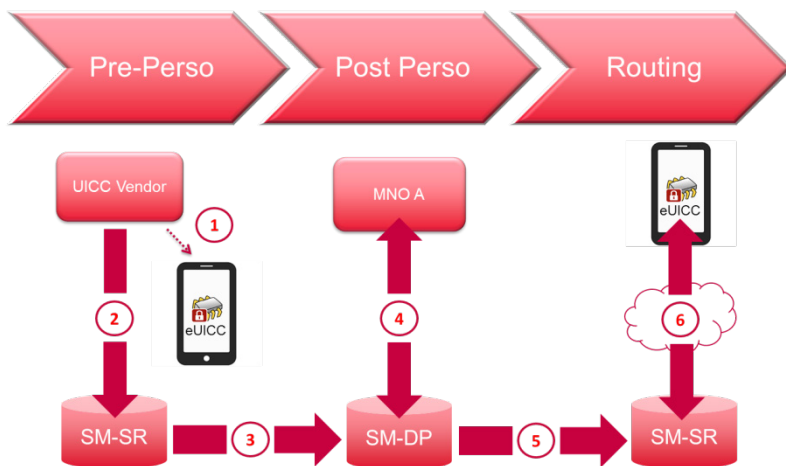 Pre-Perso
Post Perso
Routing
UICC Vendor
MNO A
eUICC
1
eUICC
2
4
6
SM-SR
3
SM-DP
5
SM-SR